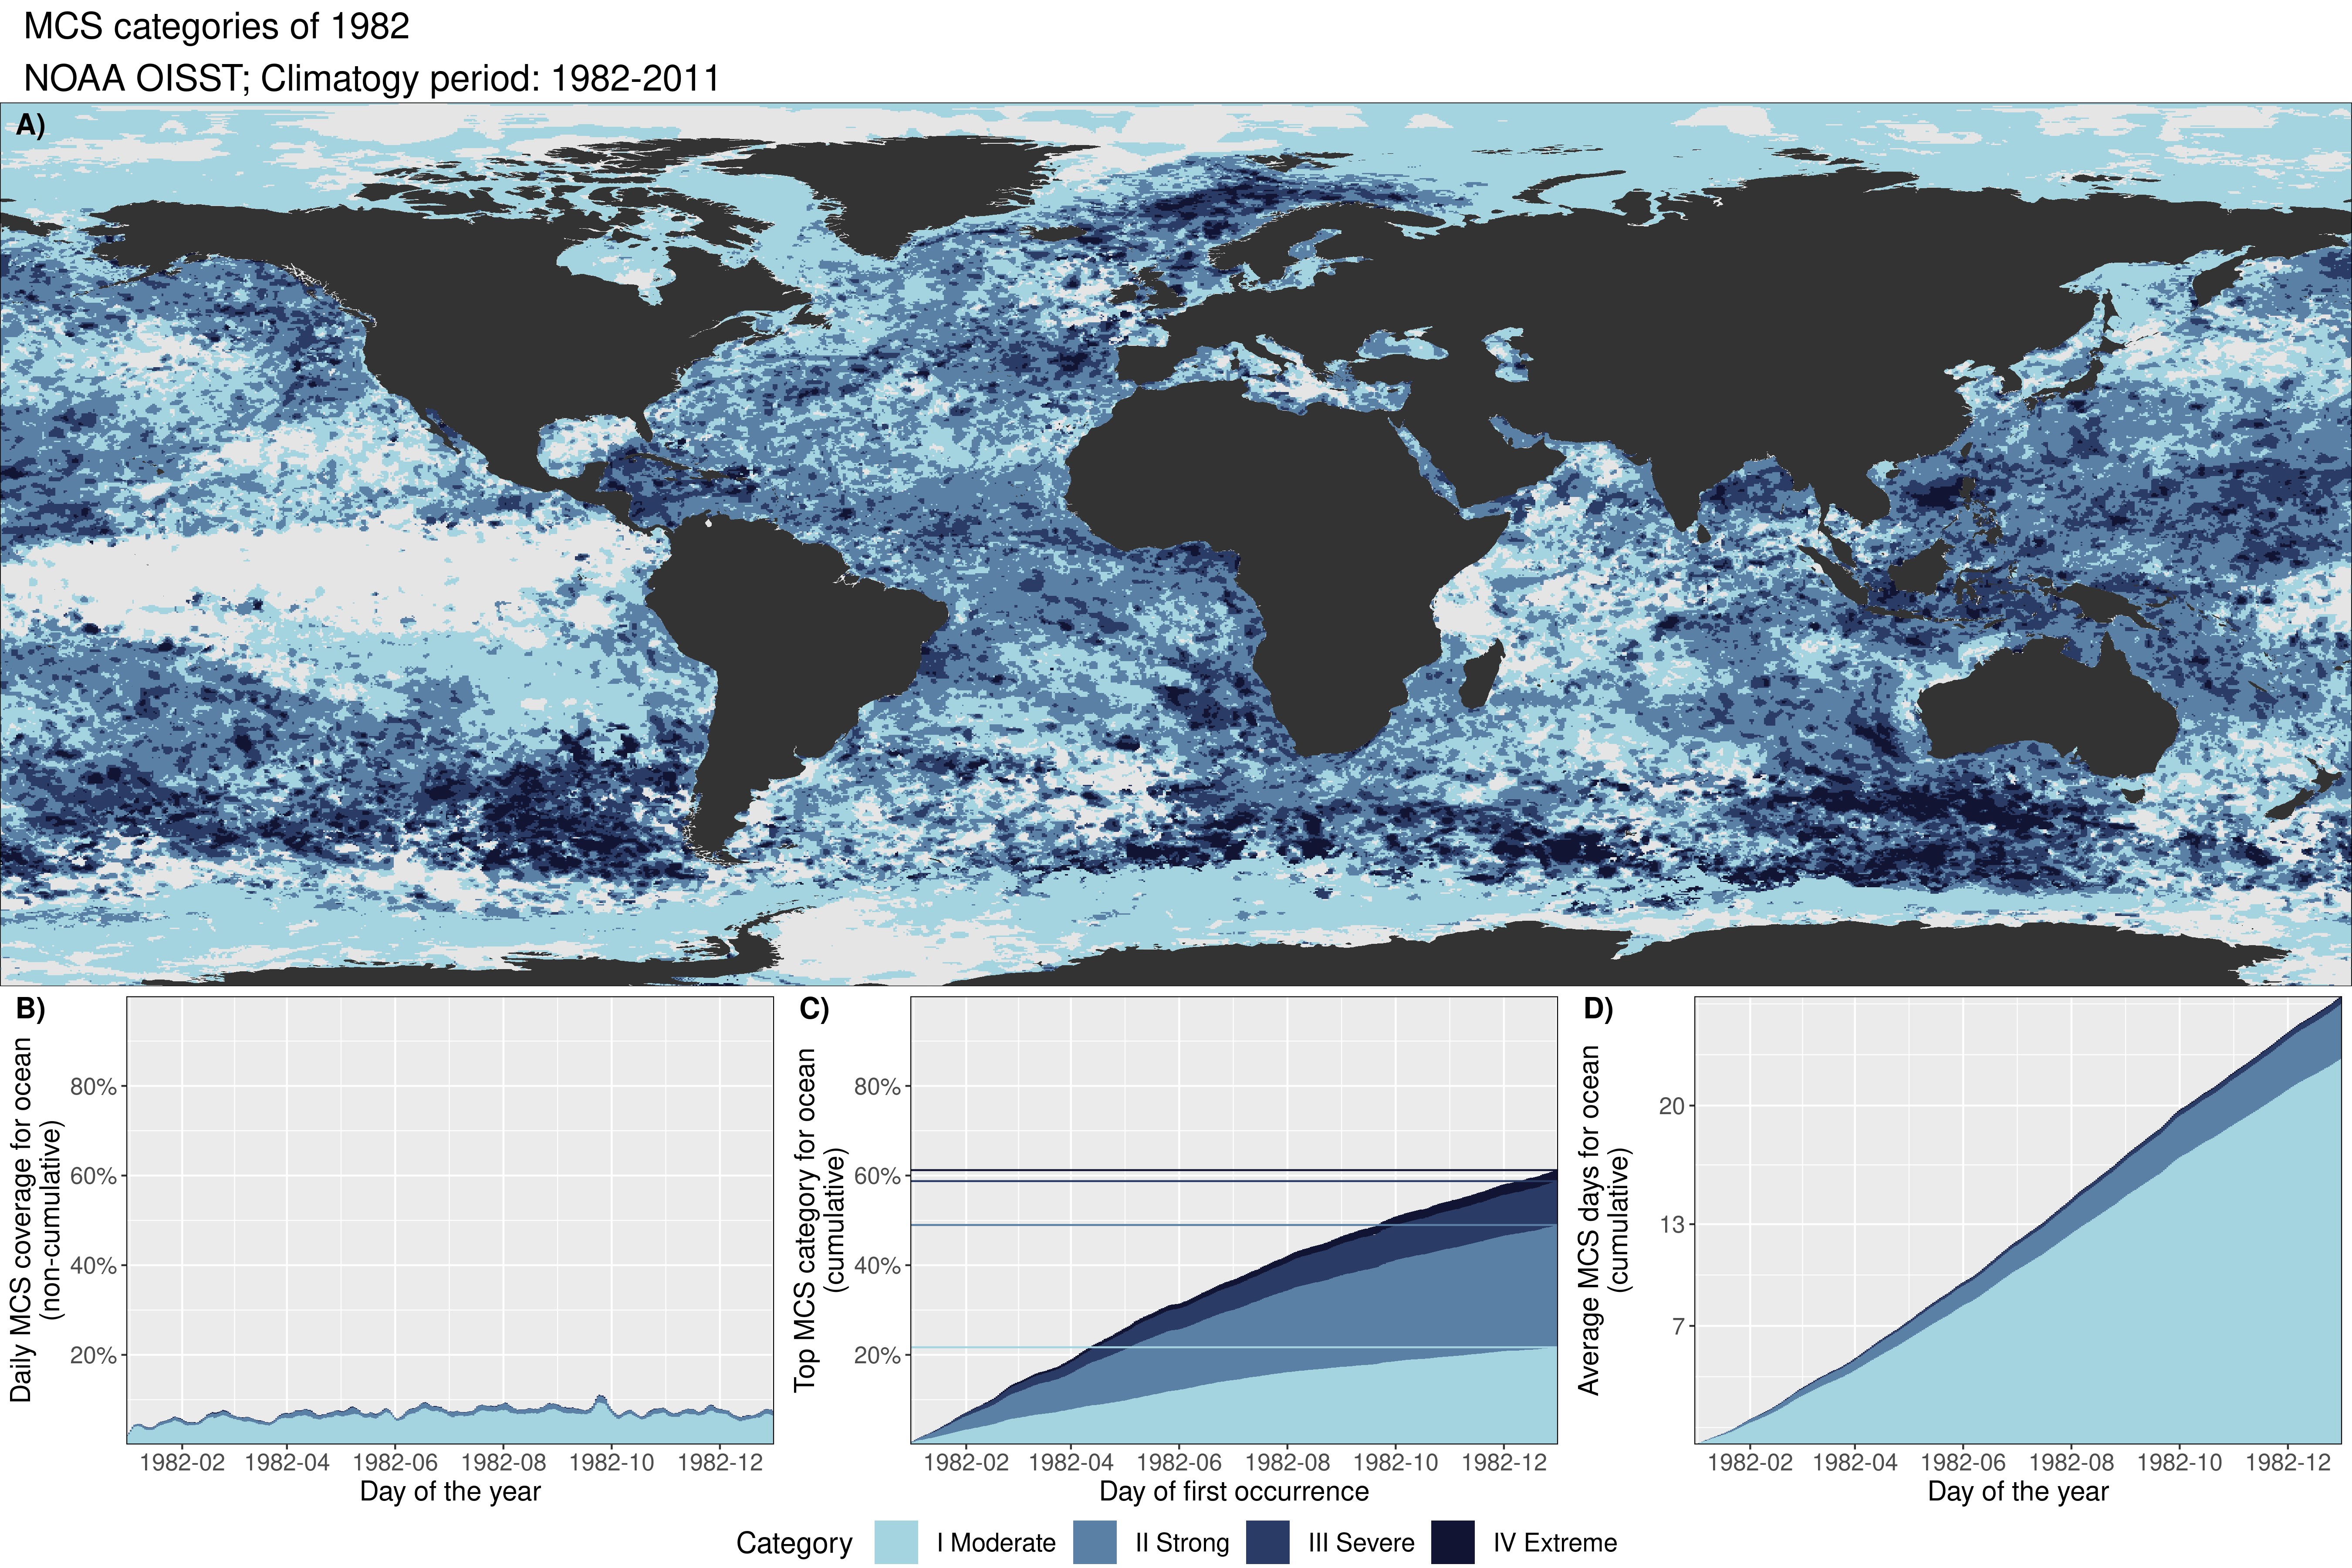 MCS categories of 1982
NOAA OISST; Climatogy period: 1982-2011
A)
B)
Daily MCS coverage for ocean
(non-cumulative)
80%
60%
40%
20%
1982-02 1982-04 1982-06 1982-08 1982-10 1982-12
Day of the year
C)
Top MCS category for ocean
(cumulative)
80%
60%
40%
20%
1982-02 1982-04 1982-06 1982-08 1982-10 1982-12
Day of first occurrence
D)
Average MCS days for ocean
(cumulative)
20
13
7
1982-02 1982-04 1982-06 1982-08 1982-10 1982-12
Day of the year
Category I Moderate II Strong III Severe IV Extreme